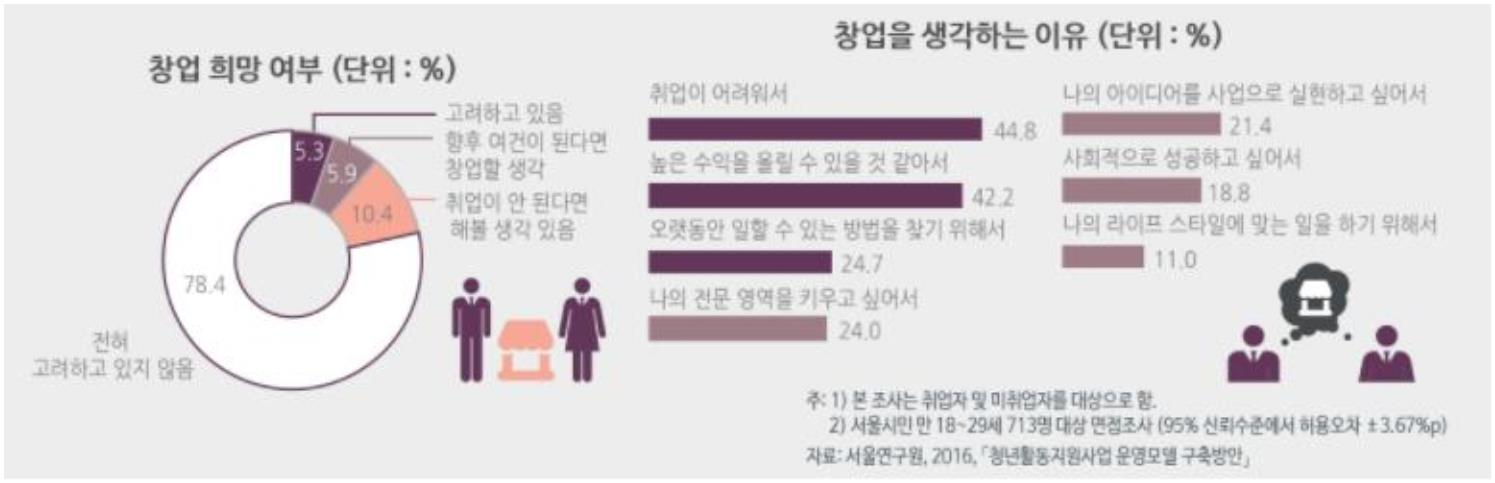 창업 희망 여부 (단위 : %)
고려하고 있음
향후 여건이 된다면
창업할 생각
취업이 안 된다면
해볼 생각 있음
5.3
5.9
10.4
78.4
전혀
고려하고 있지 않음
창업을 생각하는 이유 (단위 : %)
취업이 어려워서
44.8
높은 수익을 올릴 수 있을 것 같아서
42.2
오랫동안 일할 수 있는 방법을 찾기 위해서
24.7
나의 전문 영역을 키우고 싶어서
24.0
나의 아이디어를 사업으로 실현하고 싶어서
21.4
사회적으로 성공하고 싶어서
18.8
나의 라이프 스타일에 맞는 일을 하기 위해서
11.0
주: 1) 본 조사는 취업자 및 미취업자를 대상으로 함.
2) 서울시민 만 18~29세 713명 대상 면접조사 (95% 신뢰수준에서 허용오차 ±3.67%p)
자료: 서울연구원, 2016, 「청년활동지원사업 운영모델 구축방안」